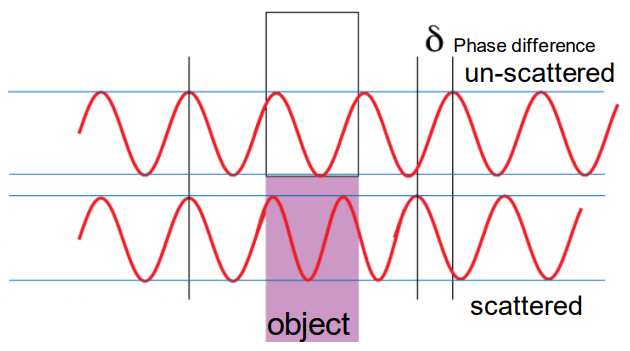 δ Phase difference
un-scattered
scattered
object